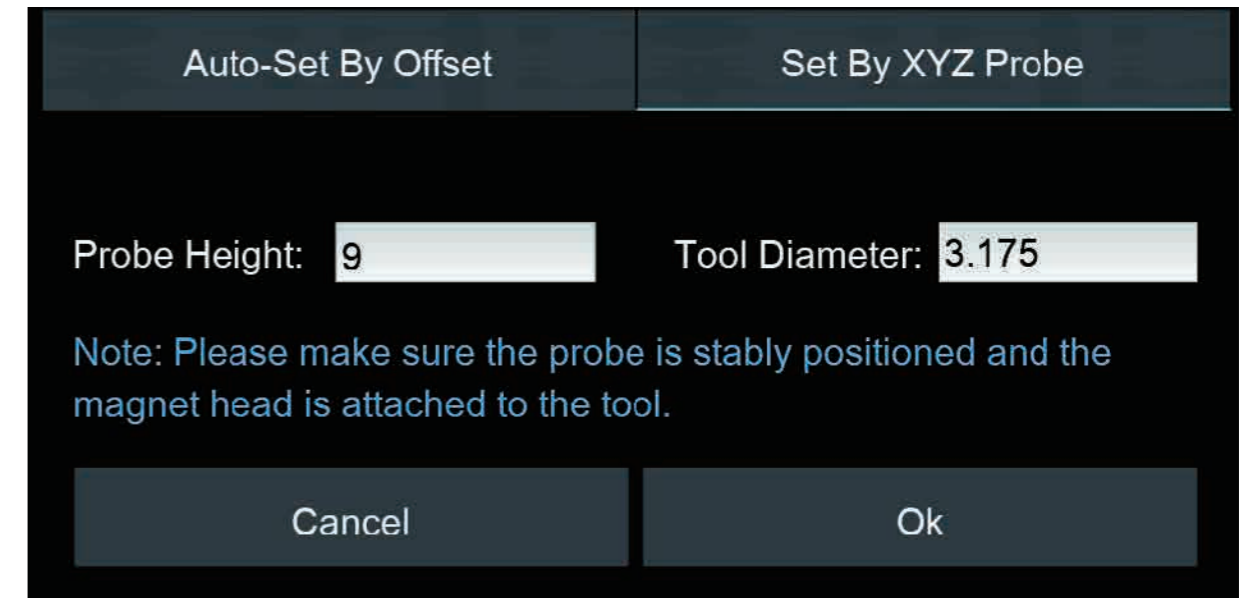 Auto-Set By Offset
Set By XYZ Probe
Probe Height: 9
Tool Diameter: 3.175
Note: Please make sure the probe is stably positioned and the
magnet head is attached to the tool.
Cancel
Ok